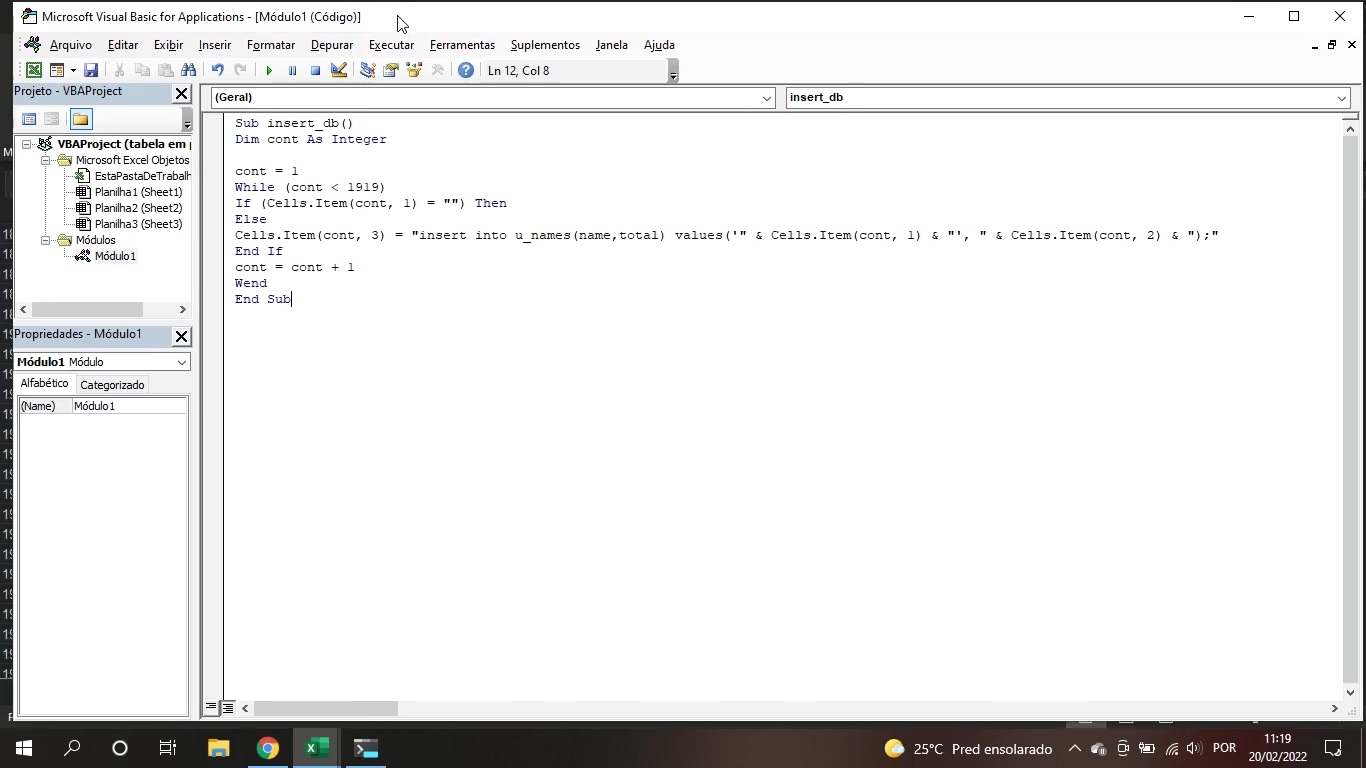 Microsoft Visual Basic for Applications - [Módulo1 (Código)]
Arquivo Editar Exibir Inserir Formatar Depurar Executar Ferramentas Suplementos Janela Ajuda
Ln 12, Col 8
Projeto - VBAProject
(Geral)
insert_db
VBAProject (tabela em
Microsoft Excel Objetos
EstaPastaDeTrabalh
Planilha1 (Sheet1)
Planilha2 (Sheet2)
Planilha3 (Sheet3)
Módulos
Módulo1
Propriedades - Módulo1
Módulo1 Módulo
Alfabético Categorizado
(Name) Módulo1
Sub insert_db()
Dim cont As Integer
cont = 1
While (cont < 1919)
If (Cells.Item(cont, 1) = "") Then
Else
Cells.Item(cont, 3) = "insert into u_names(name,total) values('" & Cells.Item(cont, 1) & "', " & Cells.Item(cont, 2) & ");"
End If
cont = cont + 1
Wend
End Sub
25°C Pred ensolarado
POR
11:19
20/02/2022